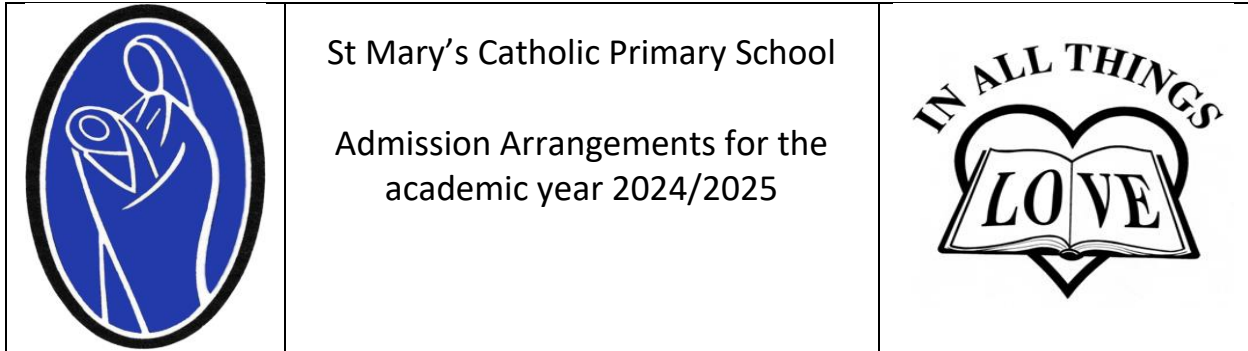 St Mary’s Catholic Primary School
Admission Arrangements for the
academic year 2024/2025
IN ALL THINGS
LOVE